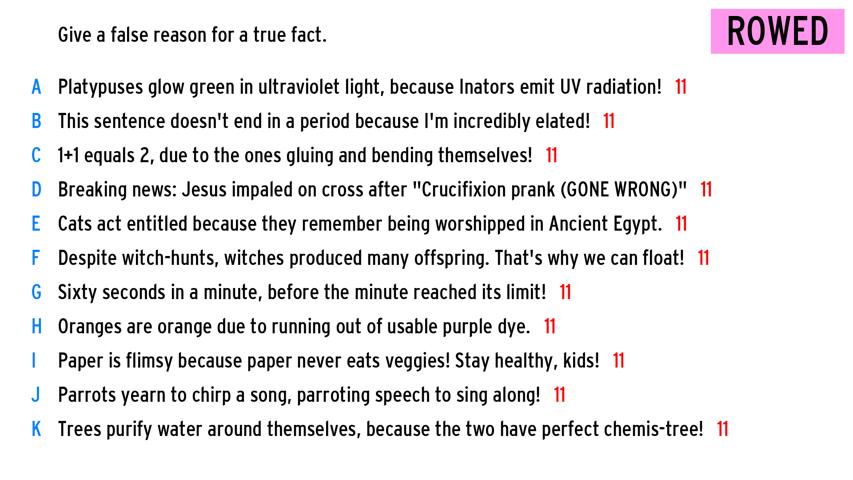 Give a false reason for a true fact.
ROWED
A Platypuses glow green in ultraviolet light, because Inators emit UV radiation! 11
B This sentence doesn't end in a period because I'm incredibly elated! 11
C 1+1 equals 2, due to the ones gluing and bending themselves! 11
D Breaking news: Jesus impaled on cross after "Crucifixion prank (GONE WRONG)" 11
E Cats act entitled because they remember being worshipped in Ancient Egypt. 11
F Despite witch-hunts, witches produced many offspring. That's why we can float! 11
G Sixty seconds in a minute, before the minute reached its limit! 11
H Oranges are orange due to running out of usable purple dye. 11
I Paper is flimsy because paper never eats veggies! Stay healthy, kids! 11
J Parrots yearn to chirp a song, parroting speech to sing along! 11
K Trees purify water around themselves, because the two have perfect chemis-tree! 11